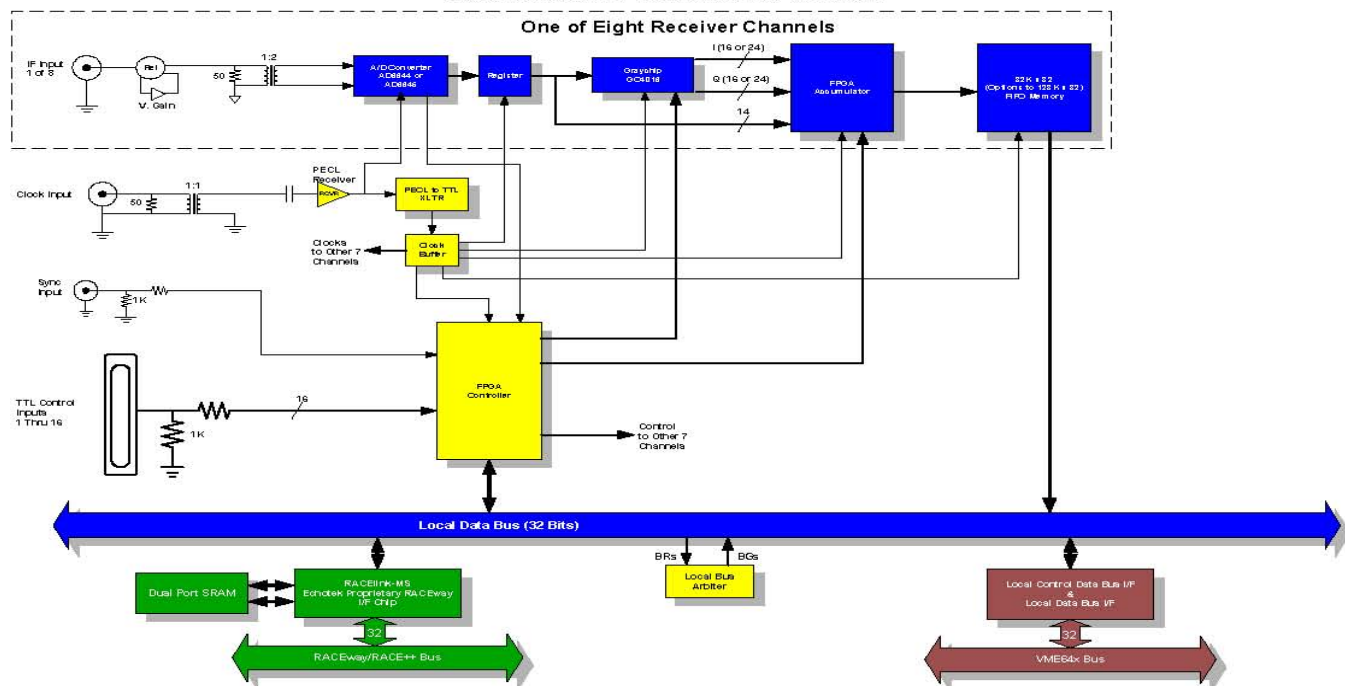 One of Eight Receiver Channels
IF Input
1 of 8
Rel
V. Gain
50
1:2
A/D Converter
AD6644 or
AD6645
Register
Graychip
GC4016
I (16 or 24)
Q (16 or 24)
14
FPGA
Accumulator
32K x 32
(Options to 128 K x 32)
FIFO Memory
Clock Input
50
1:1
PECL
Receiver
RCVR
PECL to TTL
XLTR
Clocks
to Other 7
Channels
Clock
Buffer
Sync
Input
1K
TTL Control
Inputs
1 Thru 16
1K
16
FPGA
Controller
Control
to Other 7
Channels
Local Data Bus (32 Bits)
BRs
BGs
Dual Port SRAM
RACElink-MS
Echotek Proprietary RACEway
I/F Chip
Local Bus
Arbiter
Local Control Data Bus I/F
&
Local Data Bus I/F
32
32
RACEway/RACE++ Bus
VME64x Bus